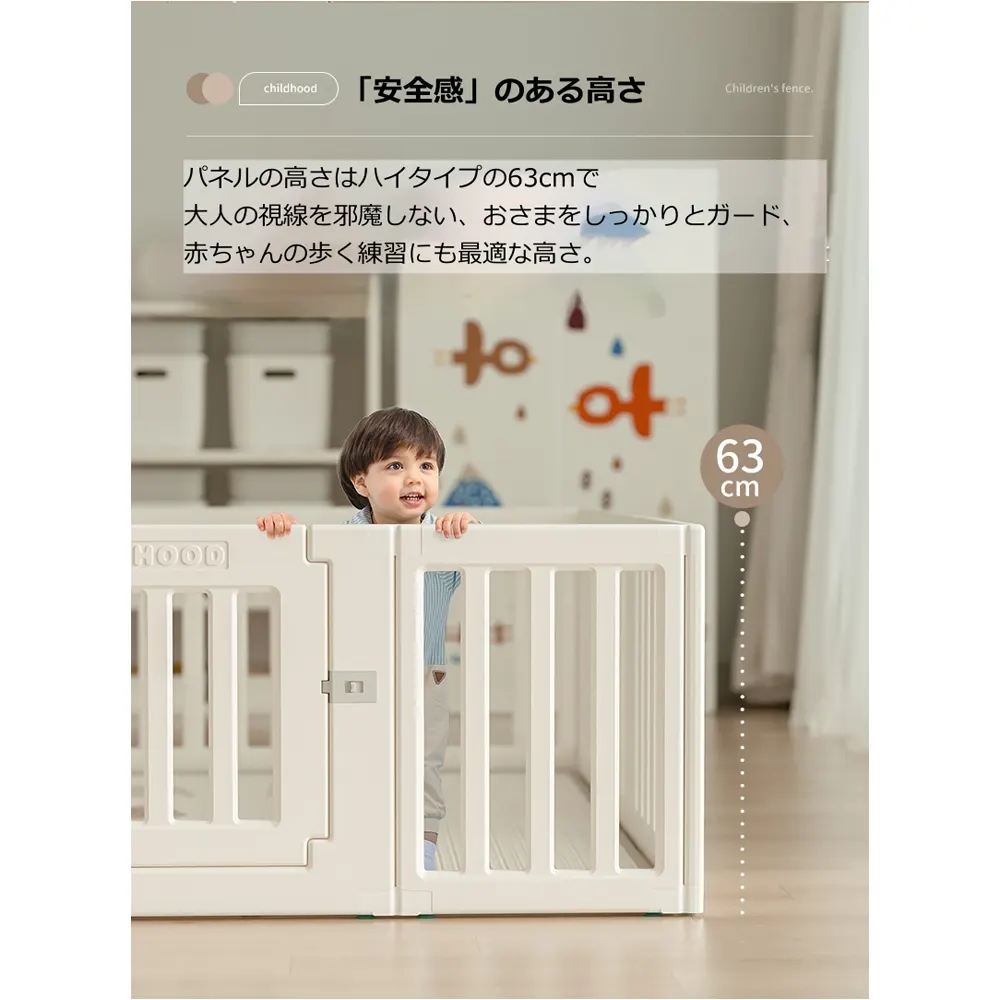 childhood
「安全感」のある高さ
Children's fence.
パネルの高さはハイタイプの63cmで
大人の視線を邪魔しない、おさまをしっかりとガード、
赤ちゃんの歩く練習にも最適な高さ。
63
cm
HOOD